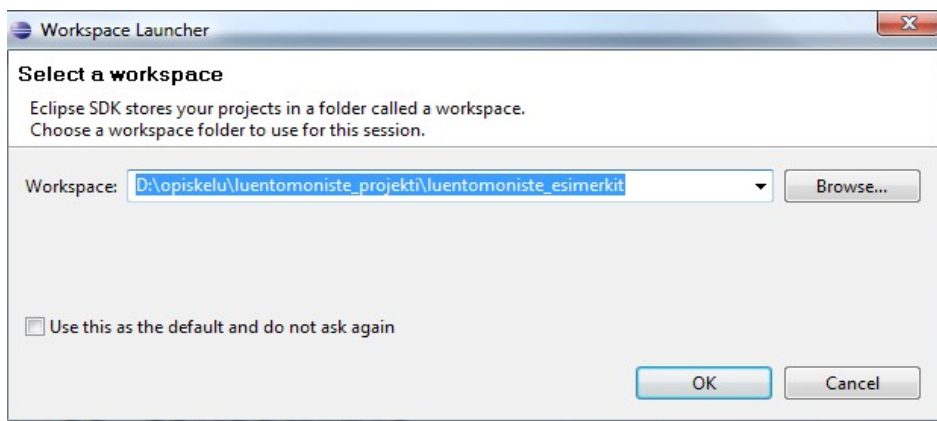 Workspace Launcher
Select a workspace
Eclipse SDK stores your projects in a folder called a workspace.
Choose a workspace folder to use for this session.
Workspace: D:\opiskelu\luentomoniste_projekti\luentomoniste_esimerkit Browse...
Use this as the default and do not ask again
OK Cancel